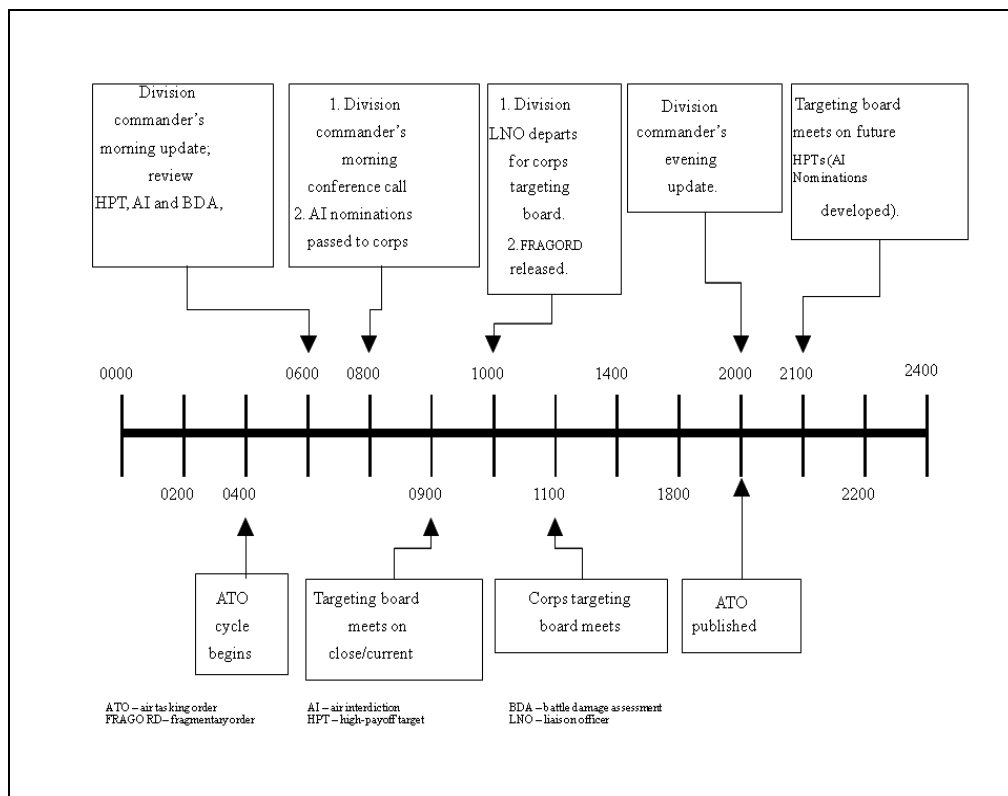 Division
commander's
morning update;
review
HPT, AI and BDA,
1. Division
commander's
morning
conference call
2. AI nominations
passed to corps
1. Division
LNO departs
for corps
targeting
board.
2. FRAGORD
released.
Division
commander's
evening
update.
Targeting board
meets on future
HPTs (AI
Nominations
developed).
0000
0600
0800
1000
1400
2000
2100
2400
0200
0400
0900
1100
1800
2200
ATO
cycle
begins
Targeting board
meets on
close/current
Corps targeting
board meets
ATO
published
ATO – air tasking order
FRAGO RD – fragmentary order
AI – air interdiction
HPT – high-payoff target
BDA – battle damage assessment
LNO – liaison officer